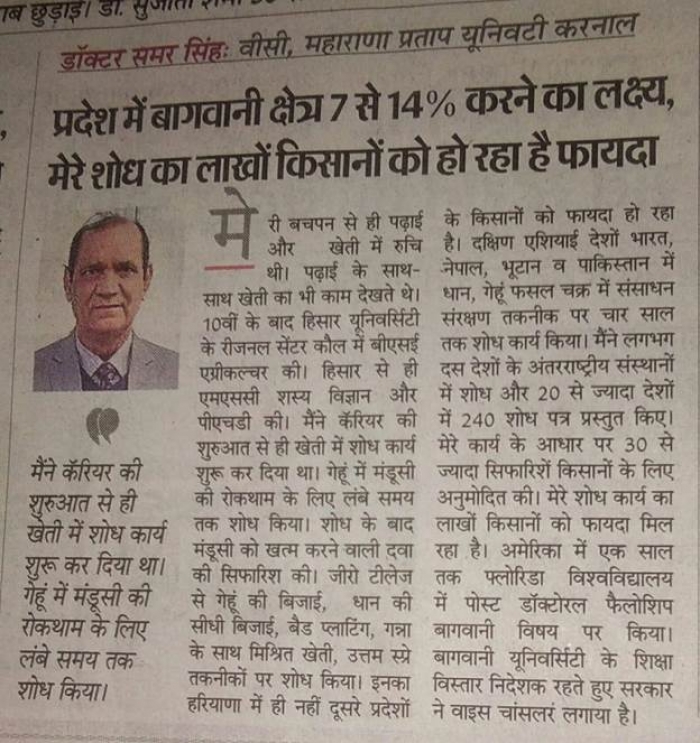 ाब छुड़ाई। डॉ. सुजाता
डॉक्टर समर सिंह: वीसी, महाराणा प्रताप यूनिवटी करनाल
प्रदेश में बागवानी क्षेत्र 7 से 14% करने का लक्ष्य,
मेरे शोध का लाखों किसानों को हो रहा है फायदा
मैंने कॅरियर की
शुरुआत से ही
खेती में शोध कार्य
शुरू कर दिया था।
गेहूं में मंडूसी की
रोकथाम के लिए
लंबे समय तक
शोध किया।
मेरी बचपन से ही पढ़ाई
और खेती में रुचि
थी। पढ़ाई के साथ-
साथ खेती का भी काम देखते थे।
10वीं के बाद हिसार यूनिवर्सिटी
के रीजनल सेंटर कौल में बीएसई
एग्रीकल्चर की। हिसार से ही
एमएससी शस्य विज्ञान और
पीएचडी की। मैंने कॅरियर की
शुरुआत से ही खेती में शोध कार्य
शुरू कर दिया था। गेहूं में मंडूसी
की रोकथाम के लिए लंबे समय
तक शोध किया। शोध के बाद
मंडूसी को खत्म करने वाली दवा
की सिफारिश की। जीरो टीलेज
से गेहूं की बिजाई, धान की
सीधी बिजाई, बैड प्लाटिंग, गन्ना
के साथ मिश्रित खेती, उत्तम स्प्रे
तकनीकों पर शोध किया। इनका
हरियाणा में ही नहीं दूसरे प्रदेशों
के किसानों को फायदा हो रहा
है। दक्षिण एशियाई देशों भारत,
नेपाल, भूटान व पाकिस्तान में
धान, गेहूं फसल चक्र में संसाधन
संरक्षण तकनीक पर चार साल
तक शोध कार्य किया। मैंने लगभग
दस देशों के अंतरराष्ट्रीय संस्थानों
में शोध और 20 से ज्यादा देशों
में 240 शोध पत्र प्रस्तुत किए।
मेरे कार्य के आधार पर 30 से
ज्यादा सिफारिशें किसानों के लिए
अनुमोदित की। मेरे शोध कार्य का
लाखों किसानों को फायदा मिल
रहा है। अमेरिका में एक साल
तक फ्लोरिडा विश्वविद्यालय
में पोस्ट डॉक्टोरल फैलोशिप
बागवानी विषय पर किया।
बागवानी यूनिवर्सिटी के शिक्षा
विस्तार निदेशक रहते हुए सरकार
ने वाइस चांसलर लगाया है।